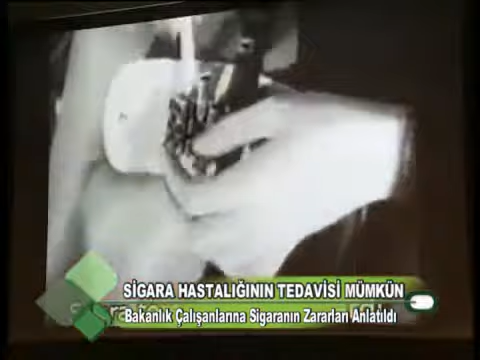 SİGARA HASTALIĞININ TEDAVİSİ MÜMKÜN
Bakanlık Çalışanlarına Sigaranın Zararları Anlatıldı